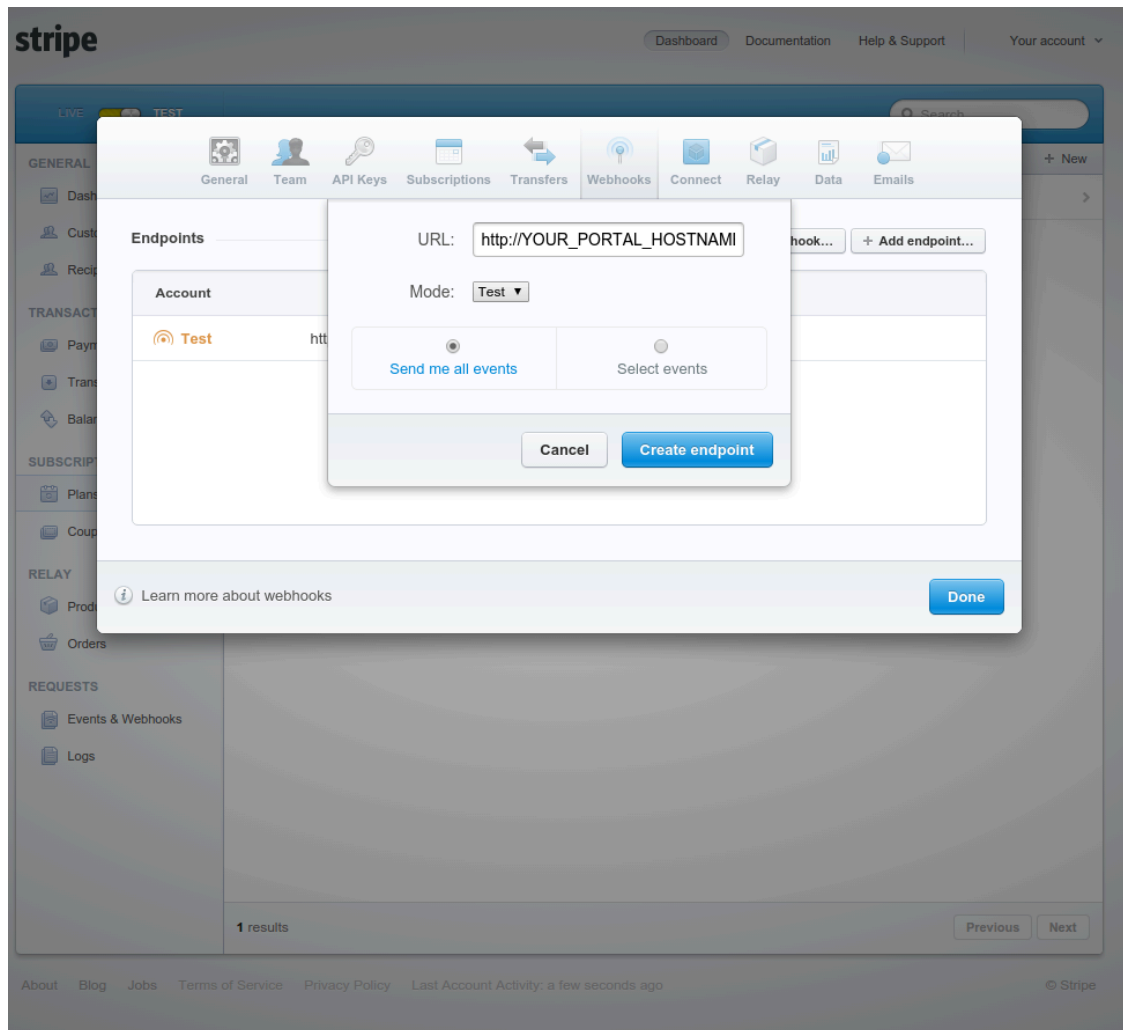 stripe
Dashboard Documentation Help & Support Your account
LIVE TEST
Search
General Team API Keys Subscriptions Transfers Webhooks Connect Relay Data Emails
GENERAL
+ New
Endpoints
URL: http://YOUR_PORTAL_HOSTNAM
+ Add endpoint...
Mode: Test
Account
Test htt
Send me all events Select events
Cancel Create endpoint
Learn more about webhooks
Done
RELAY
Orders
REQUESTS
Events & Webhooks
Logs
1 results
Previous Next
About Blog Jobs Terms of Service Privacy Policy Last Account Activity: a few seconds ago
© Stripe